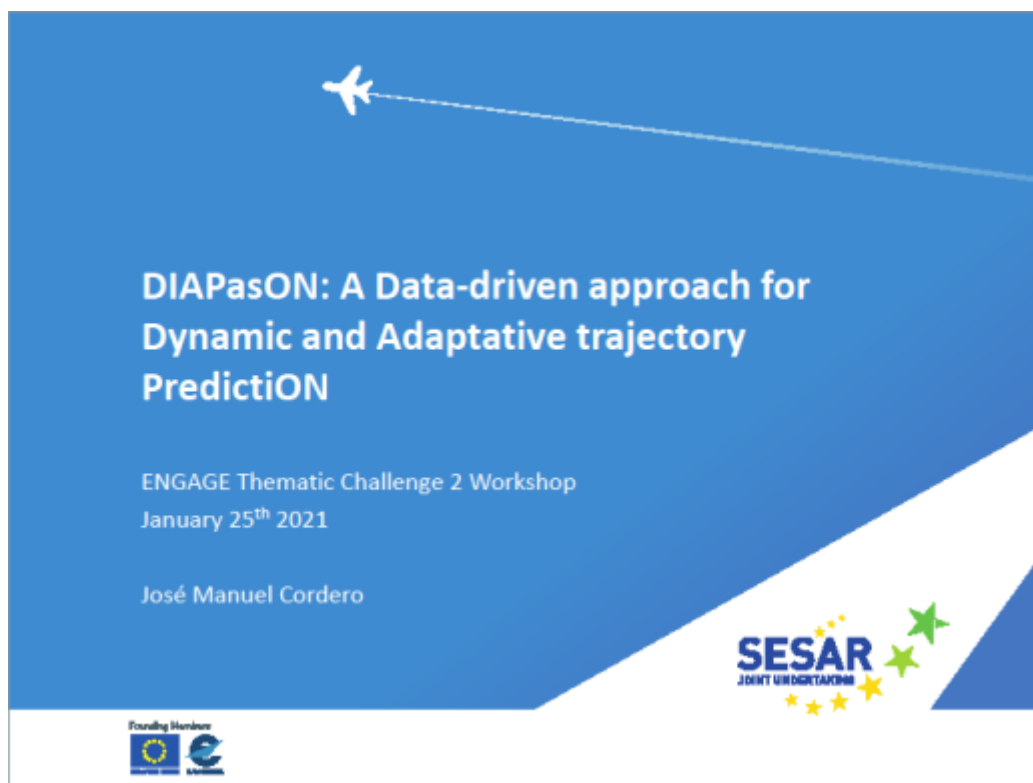 DIAPasON: A Data-driven approach for
Dynamic and Adaptative trajectory
PredictiON
ENGAGE Thematic Challenge 2 Workshop
January 25th 2021
José Manuel Cordero
SESAR
JOINT UNDERTAKING
Founding Members